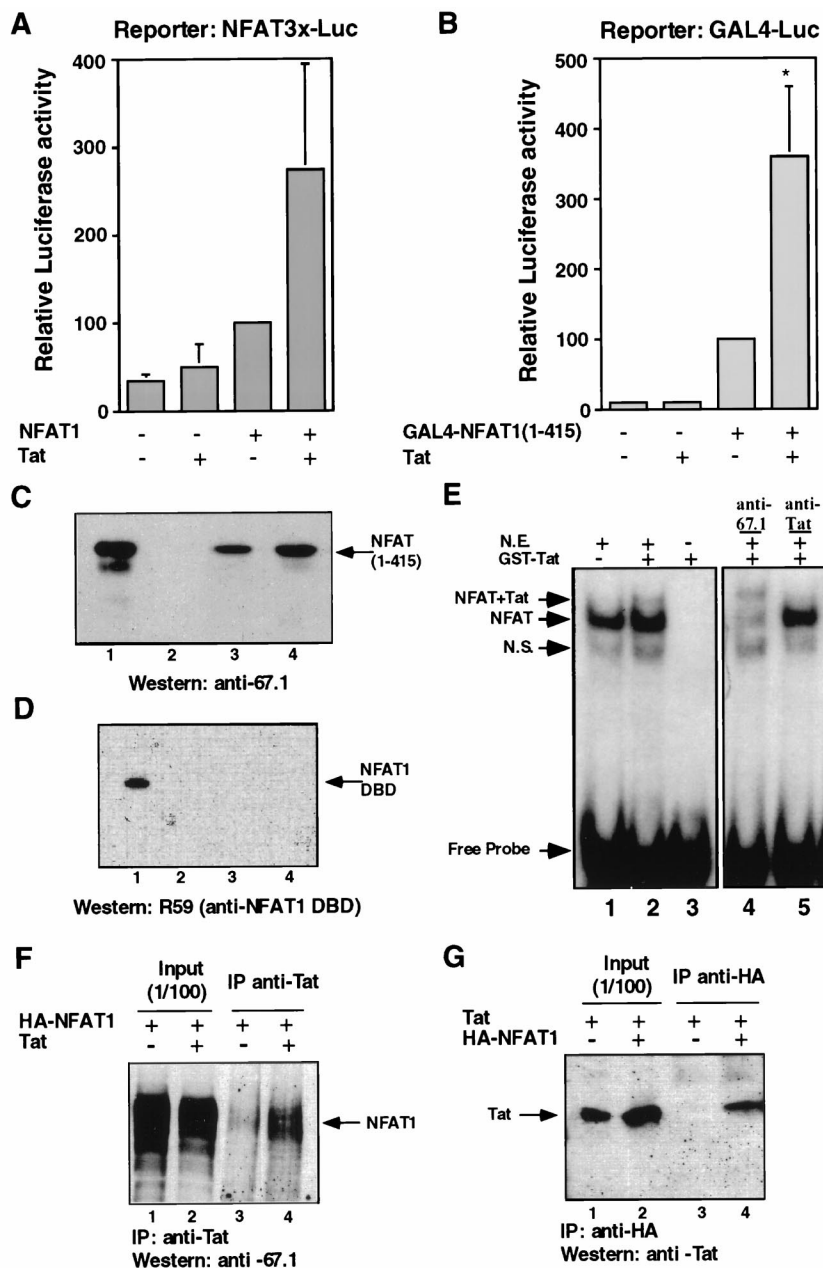 A
Reporter: NFAT3x-Luc
Relative Luciferase activity
400
300
200
100
0
NFAT1 - - + +
Tat - + - +
B
Reporter: GAL4-Luc
Relative Luciferase activity
500
400
300
200
100
0
*
GAL4-NFAT1(1-415) - - + +
Tat - + - +
C
NFAT
(1-415)
1 2 3 4
Western: anti-67.1
D
NFAT1
DBD
1 2 3 4
Western: R59 (anti-NFAT1 DBD)
E
anti- anti-
67.1 Tat
N.E. + + - + +
GST-Tat - + + + +
NFAT+Tat
NFAT
N.S.
Free Probe
1 2 3 4 5
F
Input
(1/100)
IP anti-Tat
HA-NFAT1 + + + +
Tat - + - +
NFAT1
1 2 3 4
IP: anti-Tat
Western: anti -67.1
G
Input
(1/100)
IP anti-HA
Tat + + + +
HA-NFAT1 - + - +
Tat
1 2 3 4
IP: anti-HA
Western: anti -Tat